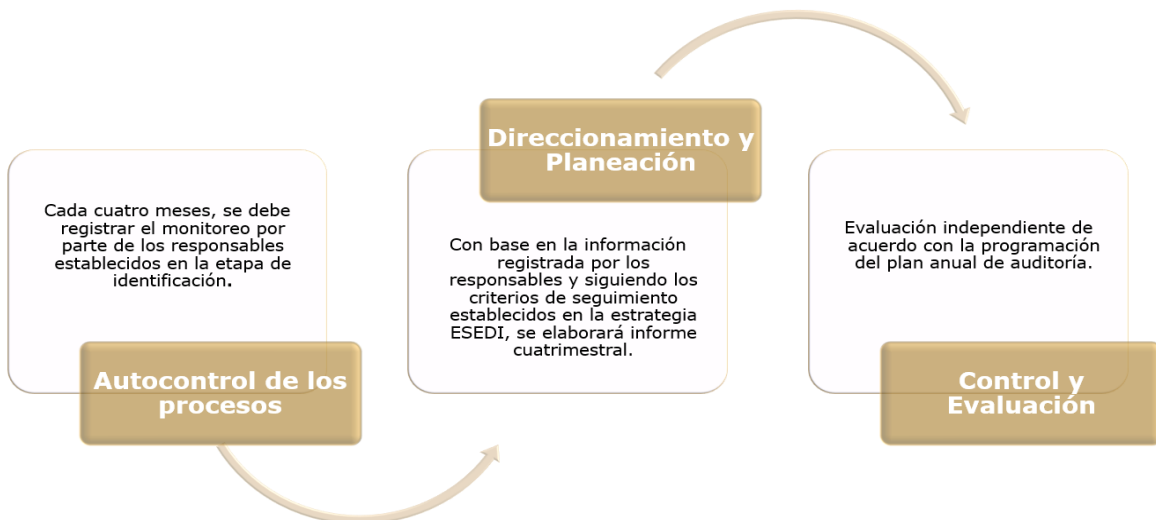 Cada cuatro meses, se debe
registrar el monitoreo por
parte de los responsables
establecidos en la etapa de
identificación.
Autocontrol de los
procesos
Direccionamiento y
Planeación
Con base en la información
registrada por los
responsables y siguiendo los
criterios de seguimiento
establecidos en la estrategia
ESEDI, se elaborará informe
cuatrimestral.
Evaluación independiente de
acuerdo con la programación
del plan anual de auditoría.
Control y
Evaluación